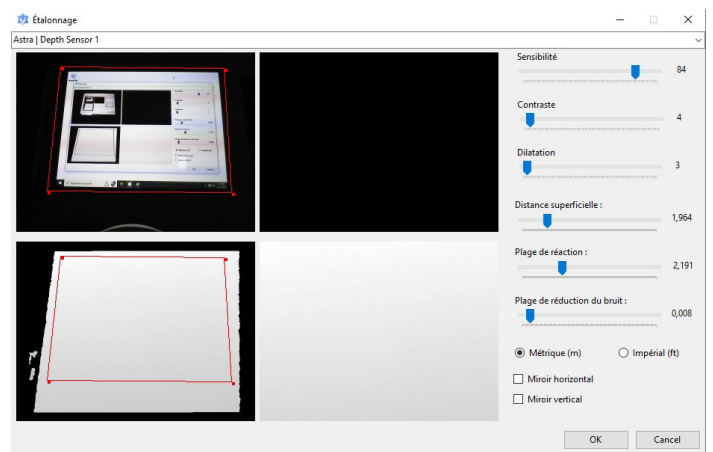 Étalonnage
Astra | Depth Sensor 1
Sensibilité
84
Contraste
4
Dilatation
3
Distance superficielle :
1,964
Plage de réaction :
2,191
Plage de réduction du bruit :
0,008
Métrique (m)
Impérial (ft)
Miroir horizontal
Miroir vertical
OK
Cancel